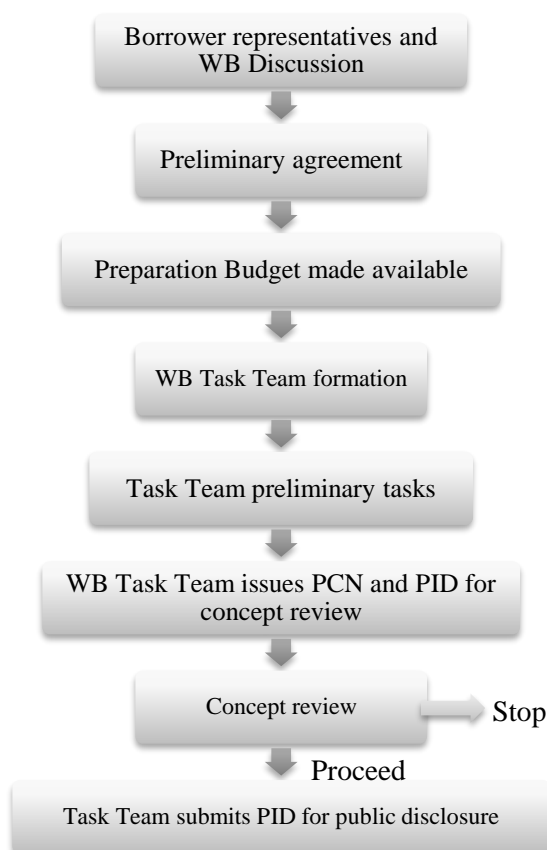 Borrower representatives and
WB Discussion
Preliminary agreement
Preparation Budget made available
WB Task Team formation
Task Team preliminary tasks
WB Task Team issues PCN and PID for
concept review
Concept review
Stop
Proceed
Task Team submits PID for public disclosure